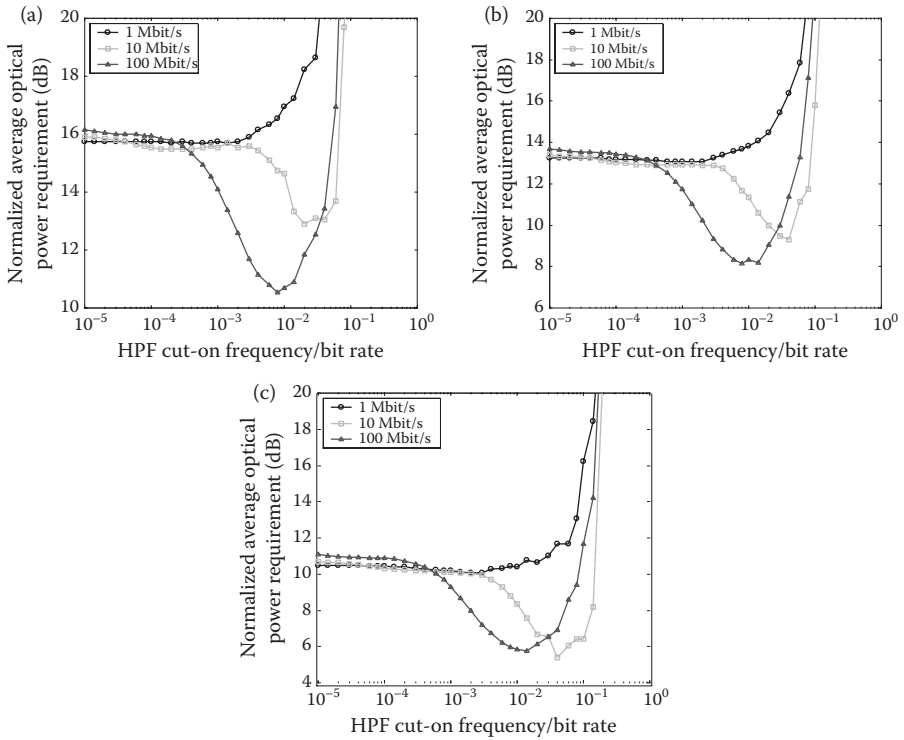 (a)
20
18
16
14
12
10
Normalized average optical
power requirement (dB)
1 Mbit/s
10 Mbit/s
100 Mbit/s
10⁻⁵ 10⁻⁴ 10⁻³ 10⁻² 10⁻¹ 10⁰
HPF cut-on frequency/bit rate
(b)
20
18
16
14
12
10
8
6
Normalized average optical
power requirement (dB)
1 Mbit/s
10 Mbit/s
100 Mbit/s
10⁻⁵ 10⁻⁴ 10⁻³ 10⁻² 10⁻¹ 10⁰
HPF cut-on frequency/bit rate
(c)
20
18
16
14
12
10
8
6
4
Normalized average optical
power requirement (dB)
1 Mbit/s
10 Mbit/s
100 Mbit/s
10⁻⁵ 10⁻⁴ 10⁻³ 10⁻² 10⁻¹ 10⁰
HPF cut-on frequency/bit rate